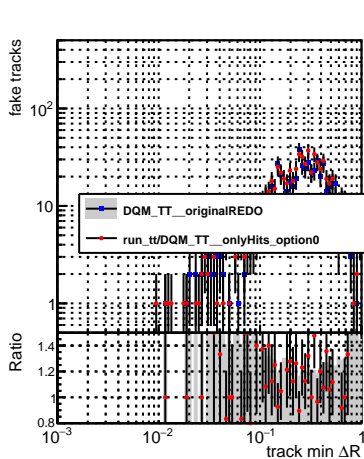 fake tracks
10²
10
1
DQM_TT__originalREDO
run_tt/DQM_TT__onlyHits_option0
Ratio
1.4
1.2
1
0.8
10⁻³
10⁻²
10⁻¹
1
track min ΔR